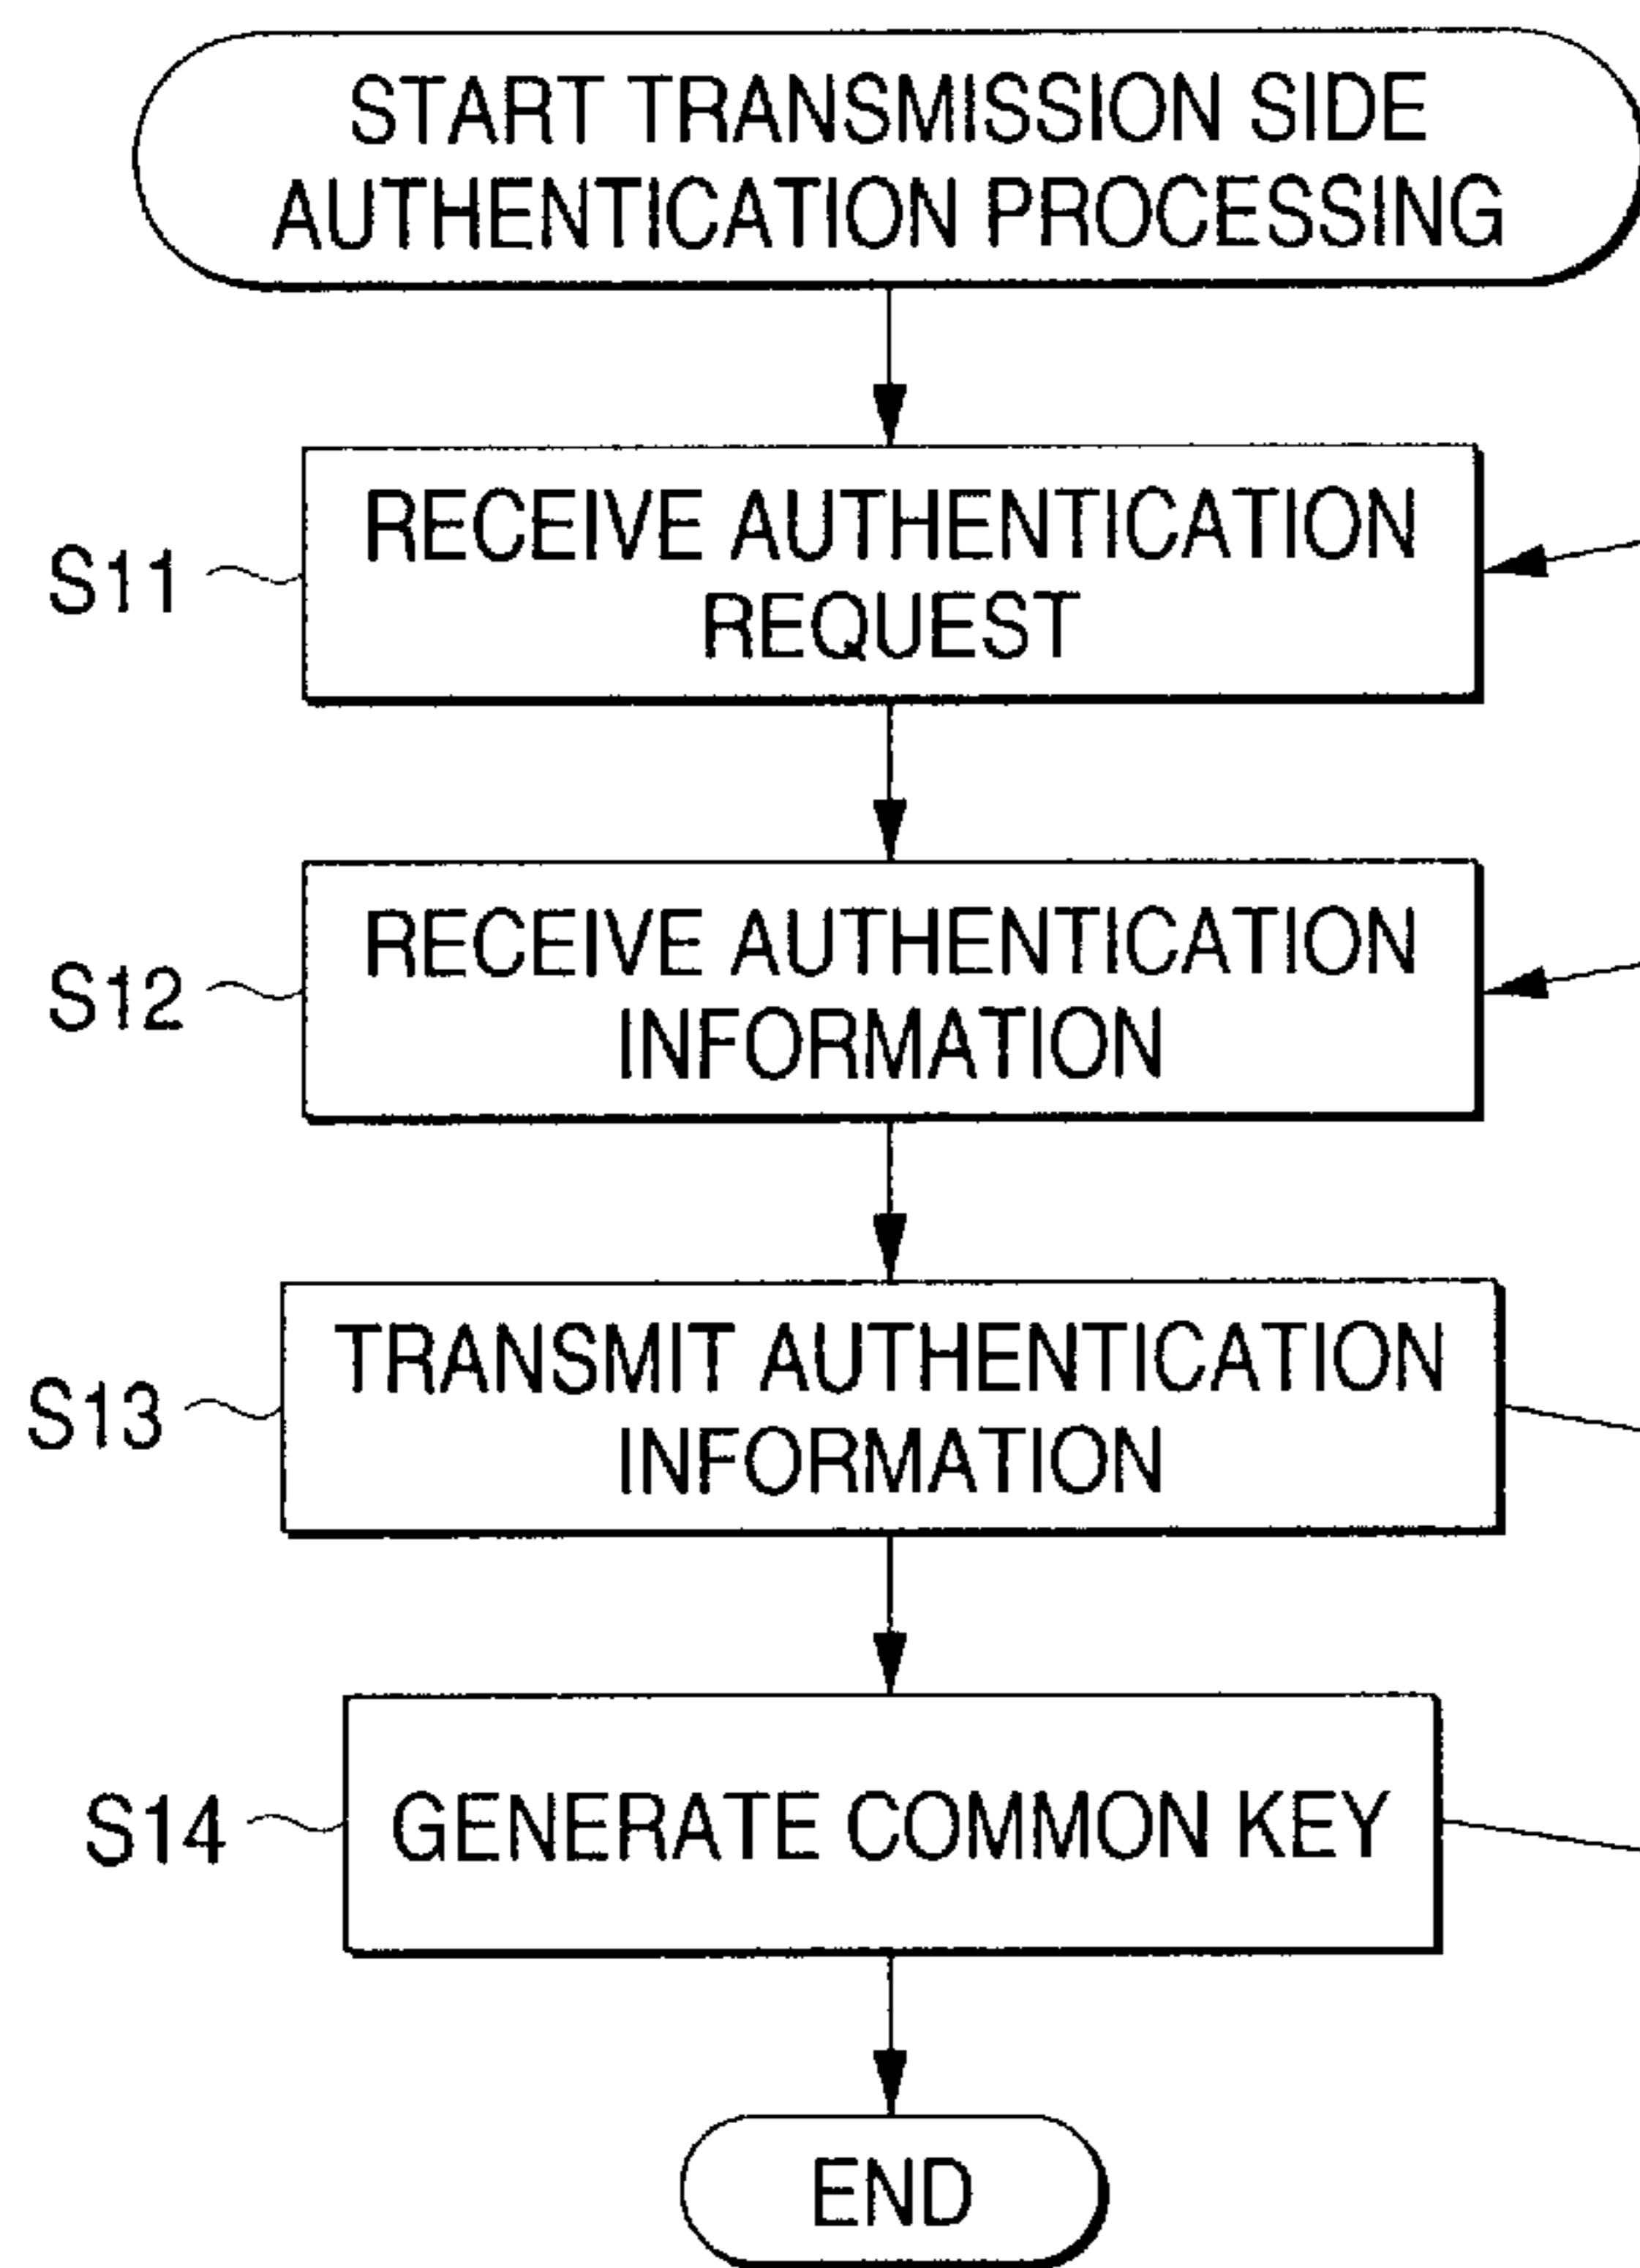 START TRANSMISSION SIDE
AUTHENTICATION PROCESSING
S11
RECEIVE AUTHENTICATION
REQUEST
S12
RECEIVE AUTHENTICATION
INFORMATION
S13
TRANSMIT AUTHENTICATION
INFORMATION
S14
GENERATE COMMON KEY
END